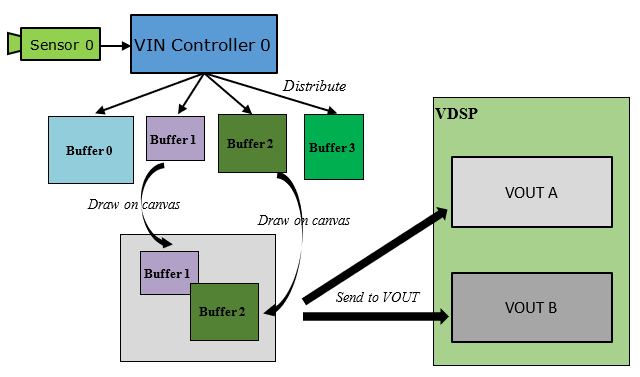 Sensor 0
VIN Controller 0
Distribute
Buffer 0
Buffer 1
Buffer 2
Buffer 3
VDSP
VOUT A
Draw on canvas
Draw on canvas
Buffer 1
Buffer 2
Send to VOUT
VOUT B